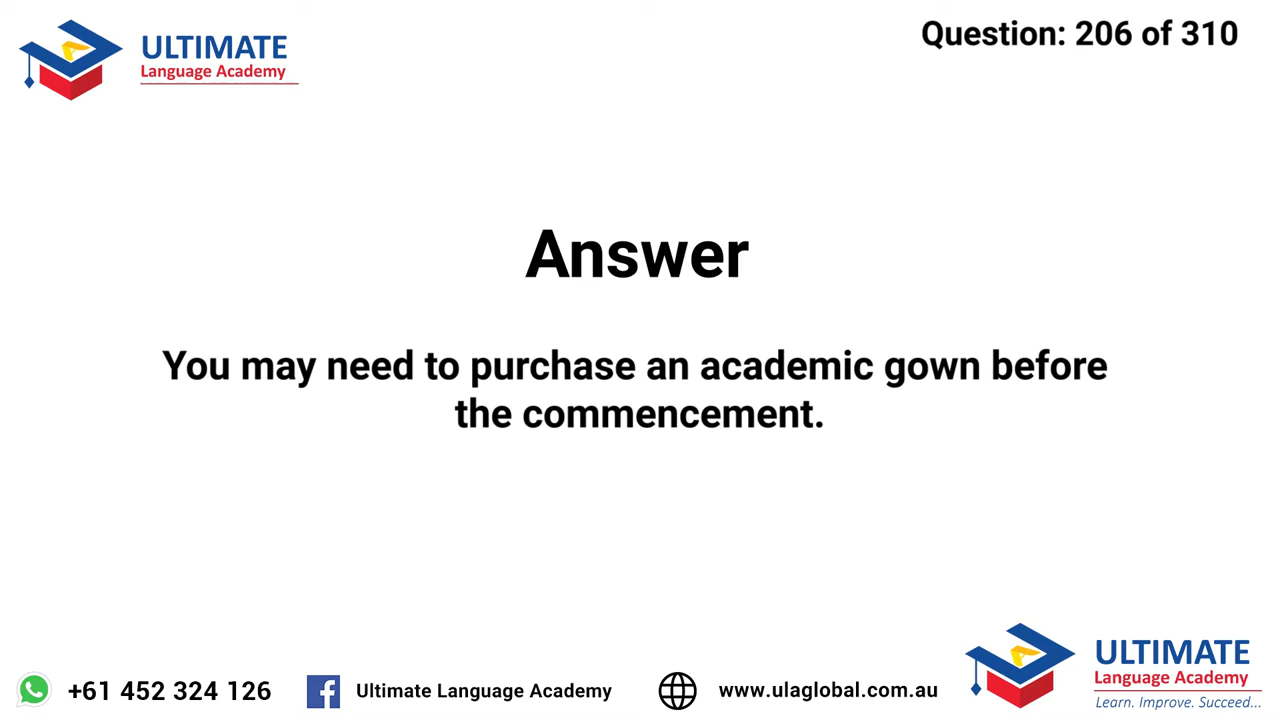 ULTIMATE
Language Academy
Question: 206 of 310
Answer
You may need to purchase an academic gown before
the commencement.
+61 452 324 126
Ultimate Language Academy
www.ulaglobal.com.au
ULTIMATE
Language Academy
Learn. Improve. Succeed...